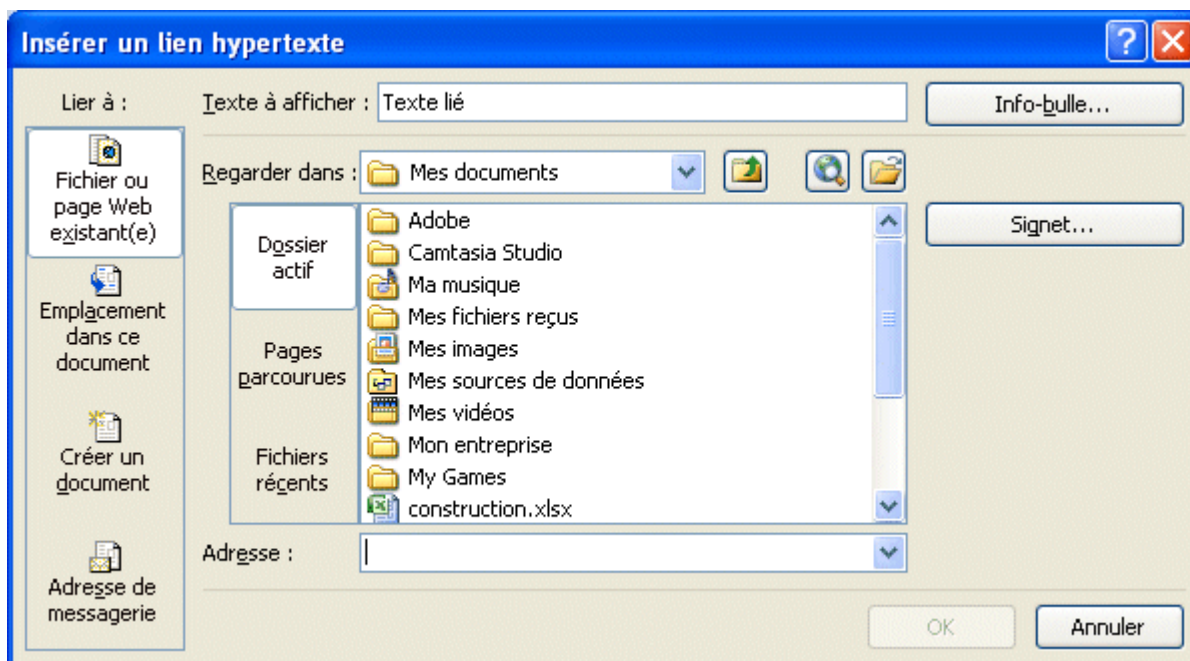 Insérer un lien hypertexte
Lier à :
Texte à afficher : Texte lié
Info-bulle...
Fichier ou
page Web
existant(e)
Regarder dans : Mes documents
Signet...
Emplacement
dans ce
document
Créer un
document
Adresse de
messagerie
Dossier
actif
Pages
parcourues
Fichiers
récents
Adobe
Camtasia Studio
Ma musique
Mes fichiers reçus
Mes images
Mes sources de données
Mes vidéos
Mon entreprise
My Games
construction.xlsx
Adresse :
OK
Annuler